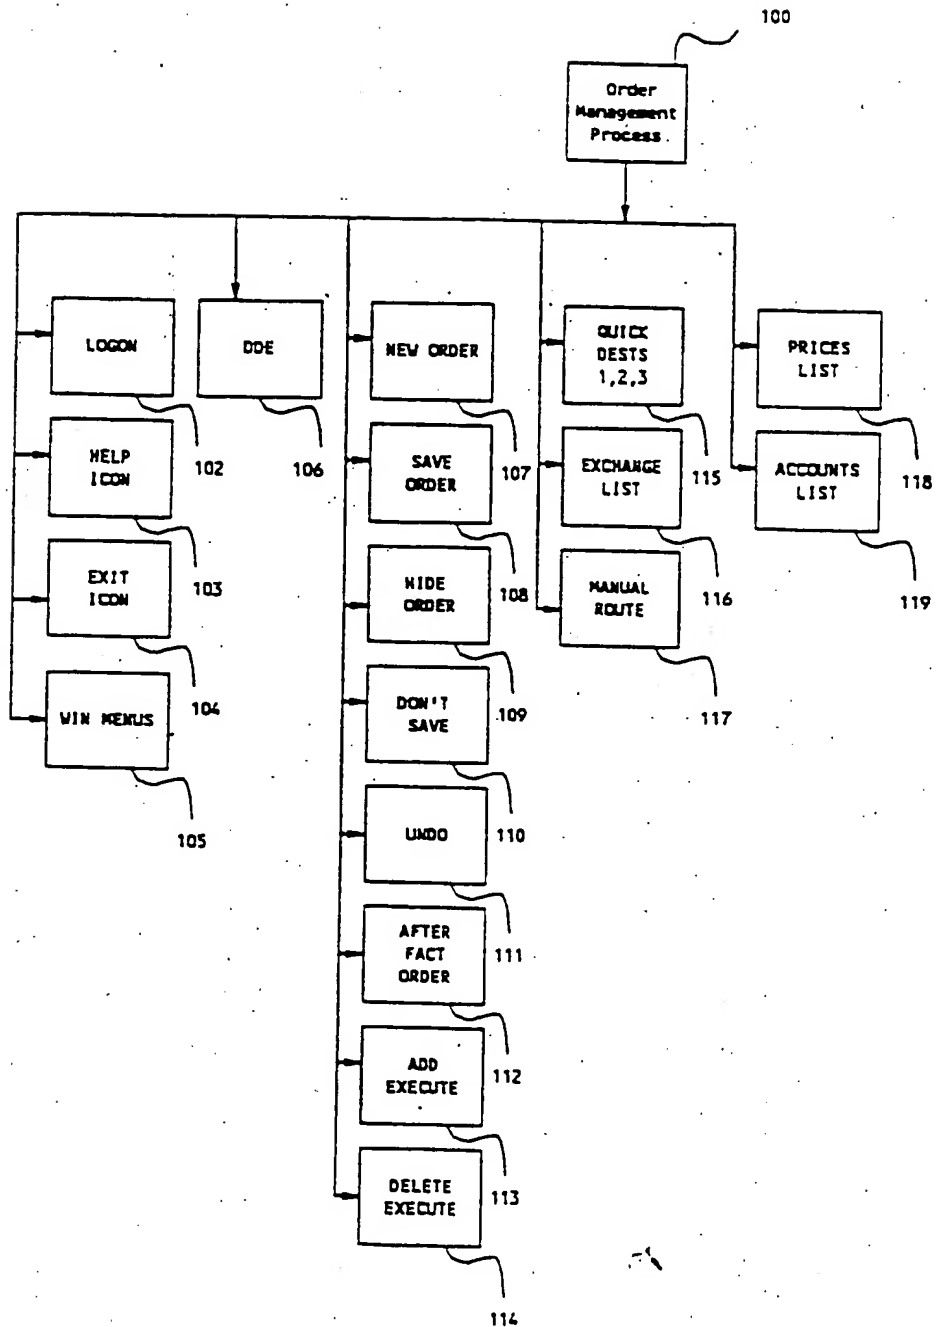 100
Order
Management
Process
LOGON
102
HELP
ICON
103
EXIT
ICON
104
WIN MENUS
105
DDE
106
NEW ORDER
107
SAVE
ORDER
108
HIDE
ORDER
109
DON'T
SAVE
110
UNDO
111
AFTER
FACT
ORDER
112
ADD
EXECUTE
113
DELETE
EXECUTE
114
QUICK
DESTS
1,2,3
115
EXCHANGE
LIST
116
MANUAL
ROUTE
117
PRICES
LIST
118
ACCOUNTS
LIST
119